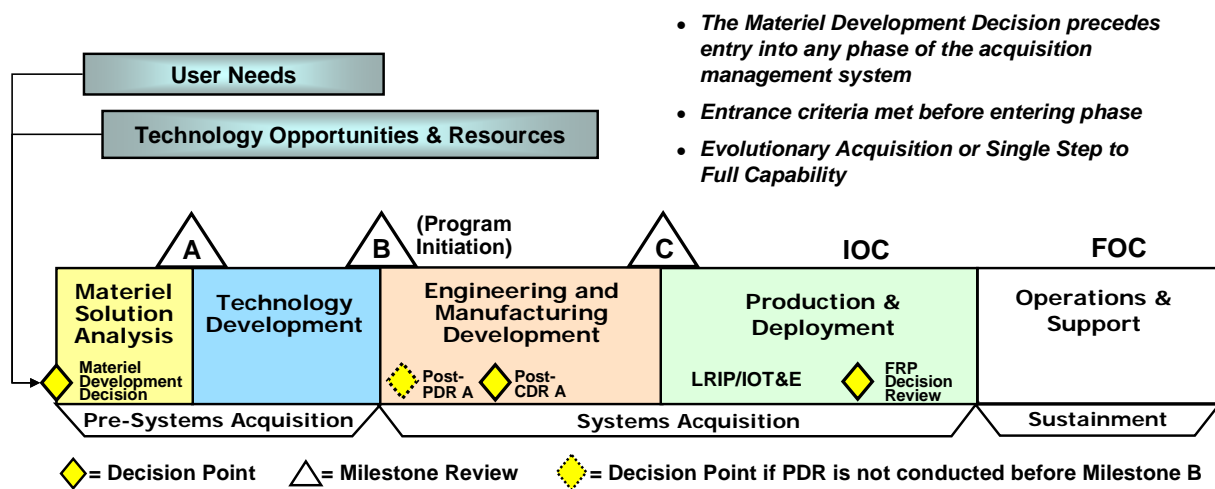 • The Materiel Development Decision precedes
entry into any phase of the acquisition
management system
• Entrance criteria met before entering phase
• Evolutionary Acquisition or Single Step to
Full Capability
User Needs
Technology Opportunities & Resources
A
B
(Program
Initiation)
C
IOC
FOC
Materiel
Solution
Analysis
Technology
Development
Engineering and
Manufacturing
Development
Production &
Deployment
Operations &
Support
Materiel
Development
Decision
Post-
PDR A
Post-
CDR A
LRIP/IOT&E
FRP
Decision
Review
Pre-Systems Acquisition
Systems Acquisition
Sustainment
= Decision Point
= Milestone Review
= Decision Point if PDR is not conducted before Milestone B